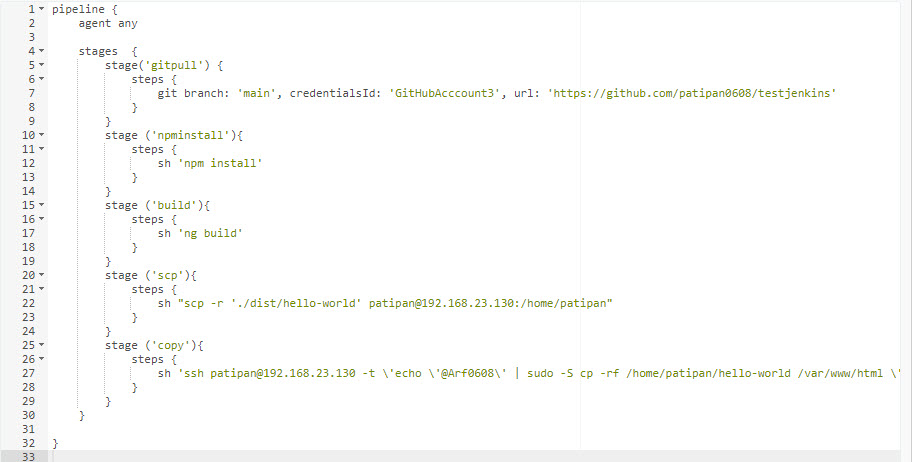 1 pipeline {
2 agent any
3
4 stages  {
5 stage('gitpull') {
6 steps {
7 git branch: 'main', credentialsId: 'GitHubAcccount3', url: 'https://github.com/patipan0608/testjenkins'
8 }
9 }
10 stage ('npminstall'){
11 steps {
12 sh 'npm install'
13 }
14 }
15 stage ('build'){
16 steps {
17 sh 'ng build'
18 }
19 }
20 stage ('scp'){
21 steps {
22 sh "scp -r './dist/hello-world' patipan@192.168.23.130:/home/patipan"
23 }
24 }
25 stage ('copy'){
26 steps {
27 sh 'ssh patipan@192.168.23.130 -t \'echo \'@Arf0608\' | sudo -S cp -rf /home/patipan/hello-world /var/www/html \'
28 }
29 }
30 }
31
32 }
33